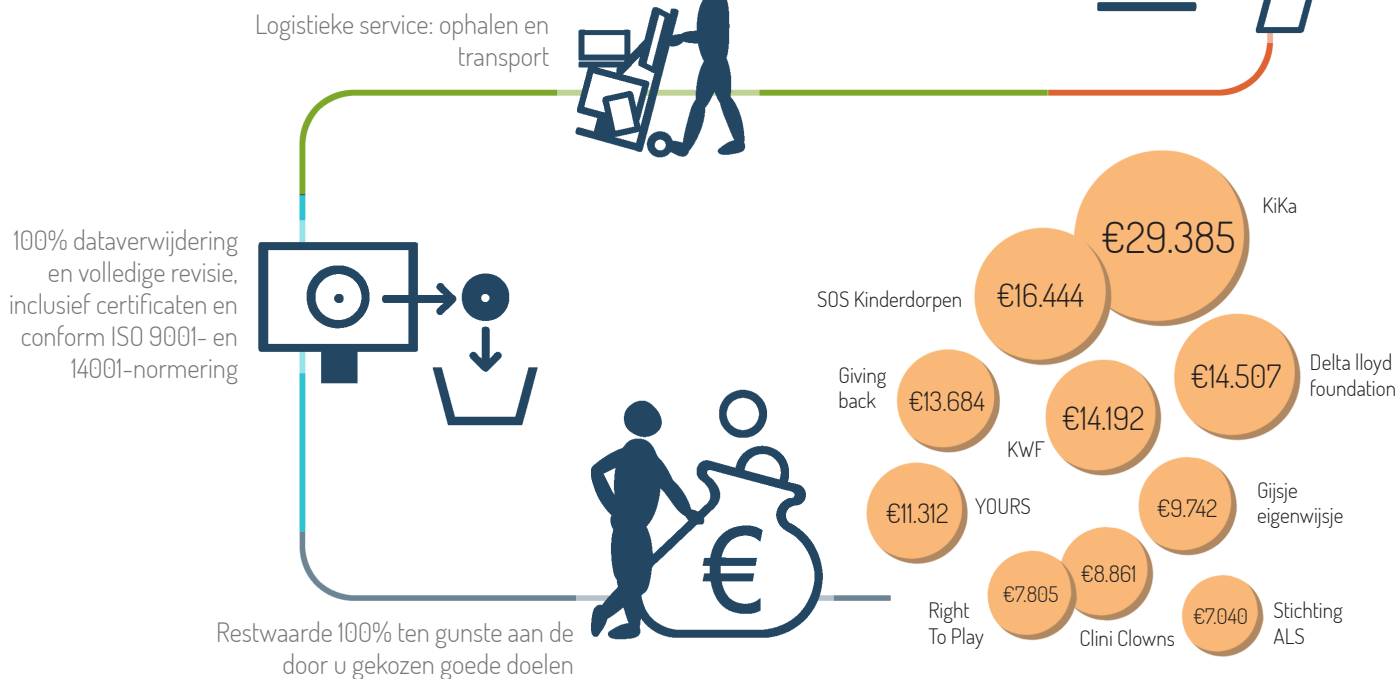 Logistieke service: ophalen en
transport
100% dataverwijdering
en volledige revisie,
inclusief certificaten en
conform ISO 9001- en
14001-normering
€
Restwaarde 100% ten gunste aan de
door u gekozen goede doelen
€29.385
KiKa
SOS Kinderdorpen
€16.444
€14.507
Delta lloyd
foundation
Giving
back
€13.684
€14.192
KWF
€11.312
YOURS
€9.742
Gijsje
eigenwijsje
€7.805
Right
To Play
€8.861
Clini Clowns
€7.040
Stichting
ALS